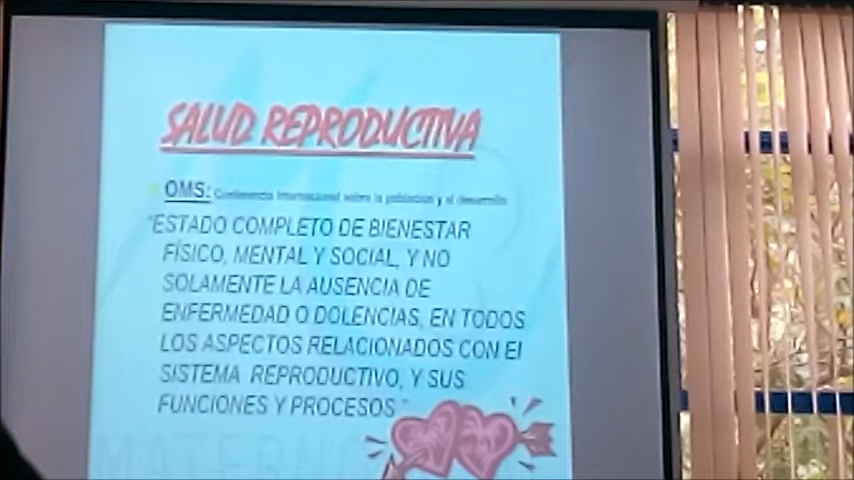 SALUD REPRODUCTIVA
OMS: Conferencia Internacional sobre la poblacion y el desarrollo
"ESTADO COMPLETO DE BIENESTAR
FÍSICO, MENTAL Y SOCIAL, Y NO
SOLAMENTE LA AUSENCIA DE
ENFERMEDAD O DOLENCIAS, EN TODOS
LOS ASPECTOS RELACIONADOS CON El
SISTEMA REPRODUCTIVO, Y SUS
FUNCIONES Y PROCESOS."